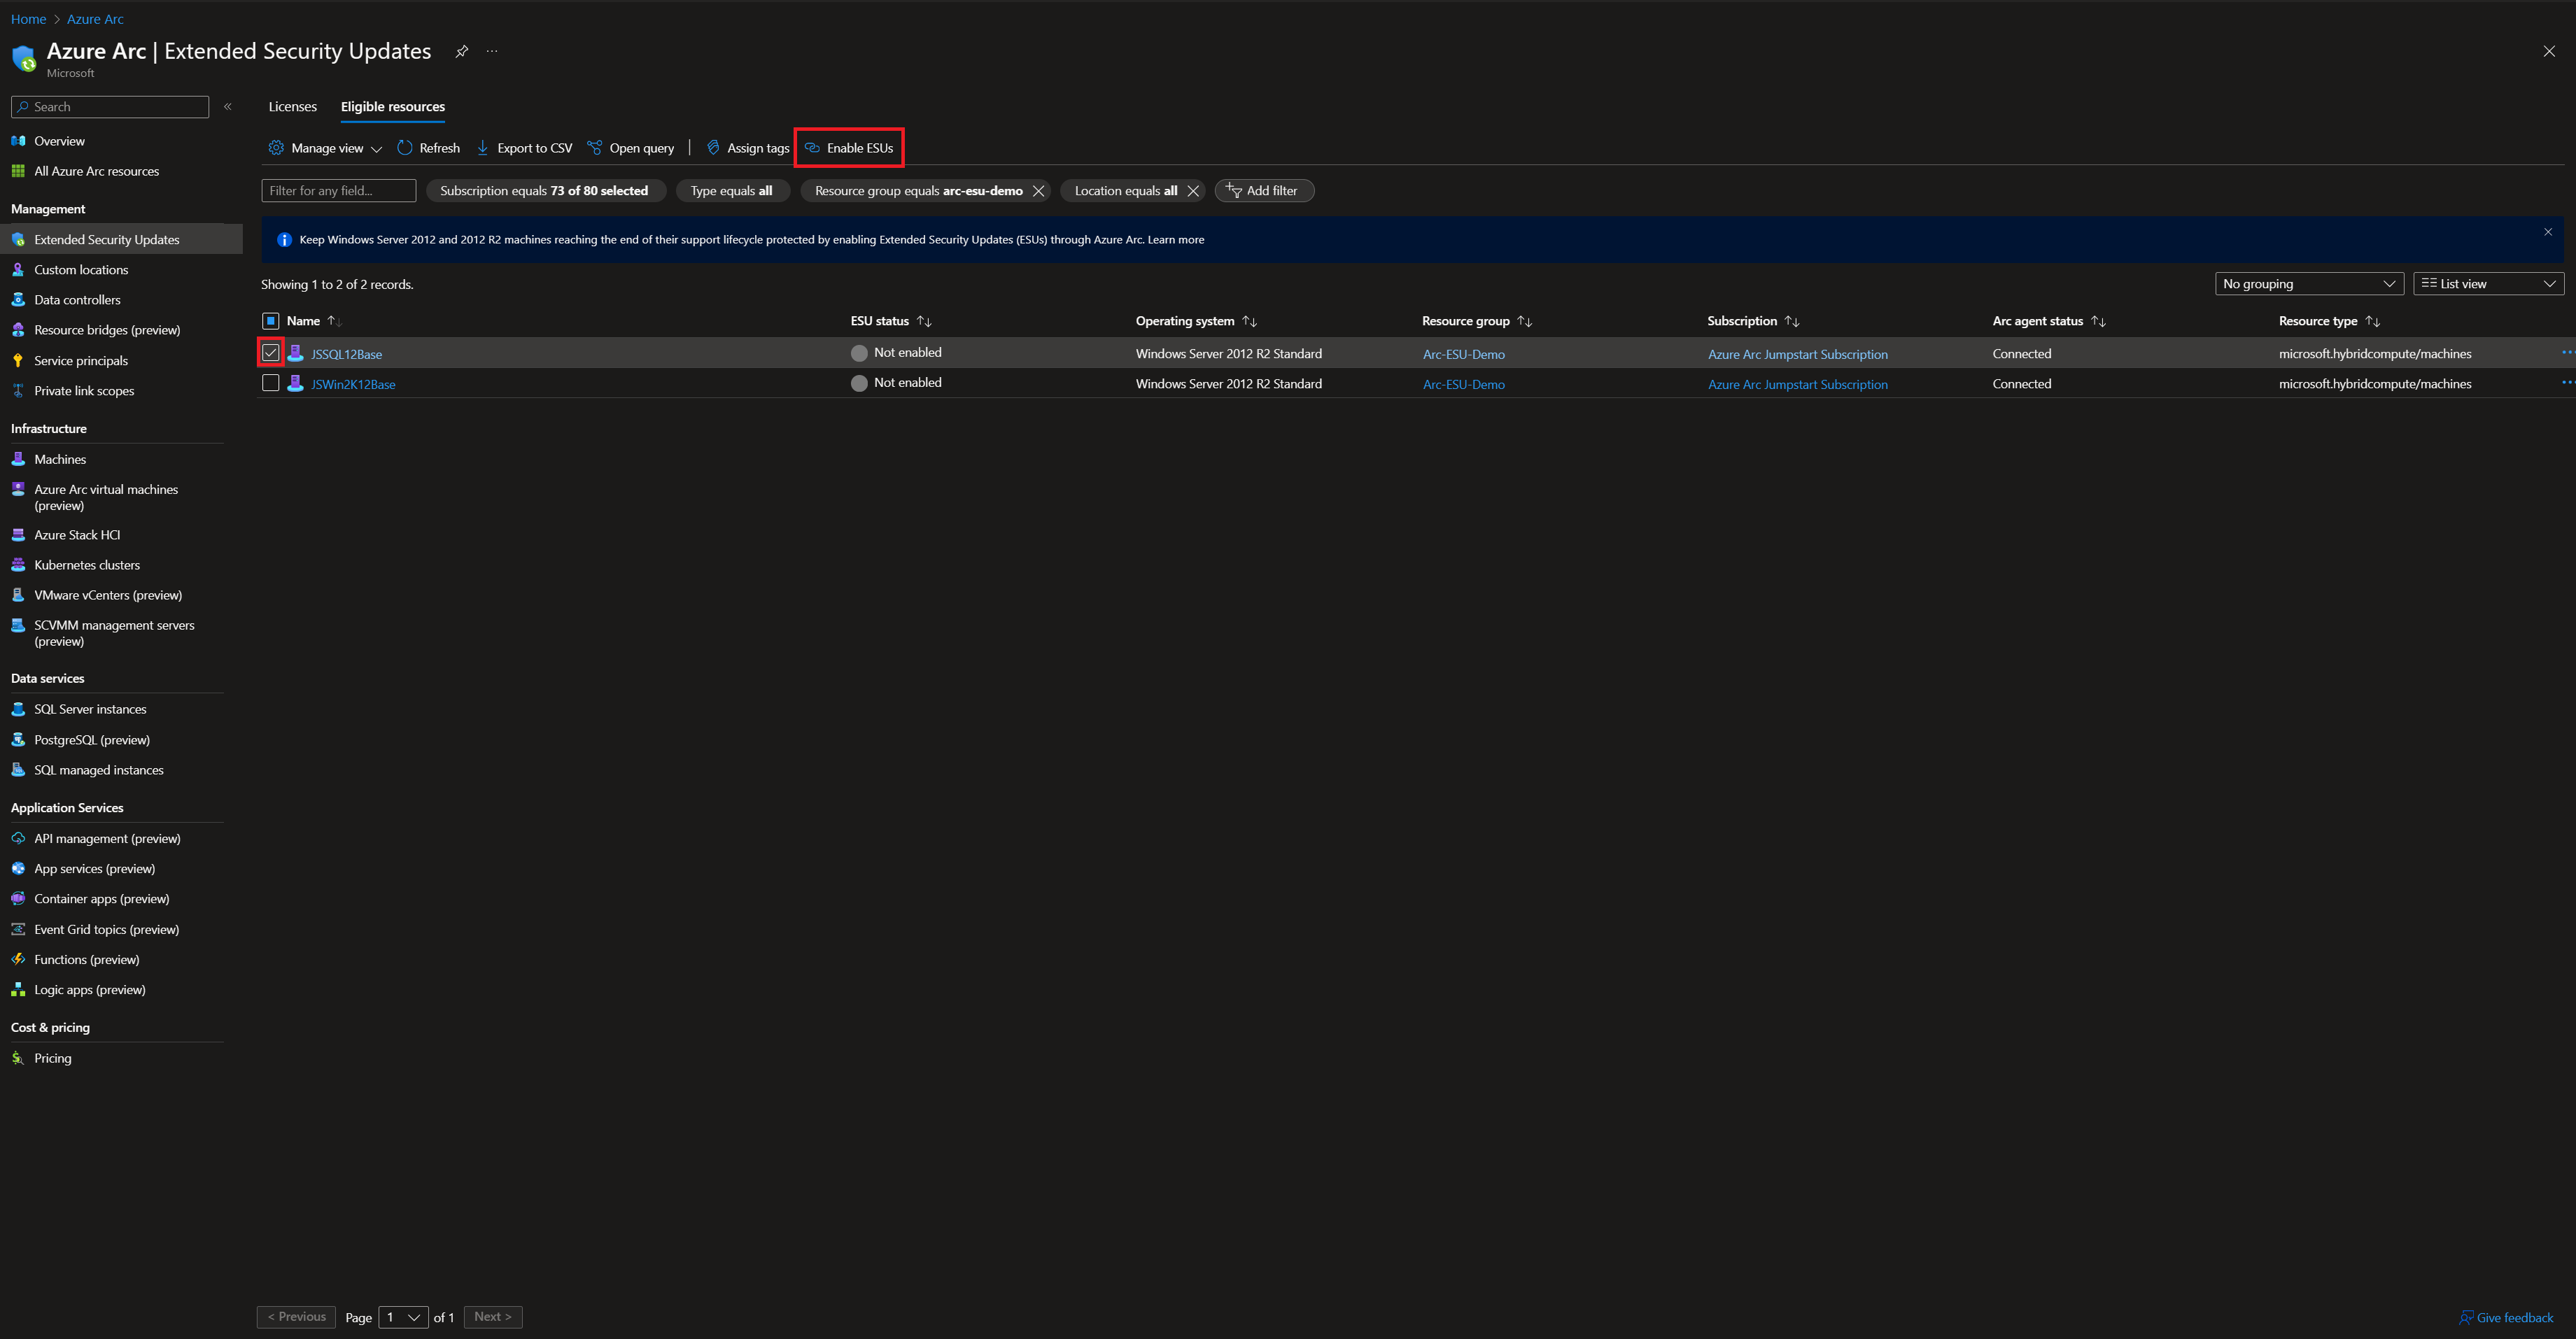 Home > Azure Arc
Azure Arc | Extended Security Updates
Microsoft
Search
Overview
All Azure Arc resources
Management
Extended Security Updates
Custom locations
Data controllers
Resource bridges (preview)
Service principals
Private link scopes
Infrastructure
Machines
Azure Arc virtual machines
(preview)
Azure Stack HCI
Kubernetes clusters
VMware vCenters (preview)
SCVMM management servers
(preview)
Data services
SQL Server instances
PostgreSQL (preview)
SQL managed instances
Application Services
API management (preview)
App services (preview)
Container apps (preview)
Event Grid topics (preview)
Functions (preview)
Logic apps (preview)
Cost & pricing
Pricing
Licenses Eligible resources
Manage view Refresh Export to CSV Open query | Assign tags Enable ESUs
Filter for any field... Subscription equals 73 of 80 selected Type equals all Resource group equals arc-esu-demo Location equals all Add filter
Keep Windows Server 2012 and 2012 R2 machines reaching the end of their support lifecycle protected by enabling Extended Security Updates (ESUs) through Azure Arc. Learn more
Showing 1 to 2 of 2 records. No grouping List view
Name ESU status Operating system Resource group Subscription Arc agent status Resource type
JSSQL12Base Not enabled Windows Server 2012 R2 Standard Arc-ESU-Demo Azure Arc Jumpstart Subscription Connected microsoft.hybridcompute/machines
JSWin2K12Base Not enabled Windows Server 2012 R2 Standard Arc-ESU-Demo Azure Arc Jumpstart Subscription Connected microsoft.hybridcompute/machines
< Previous Page 1 of 1 Next > Give feedback